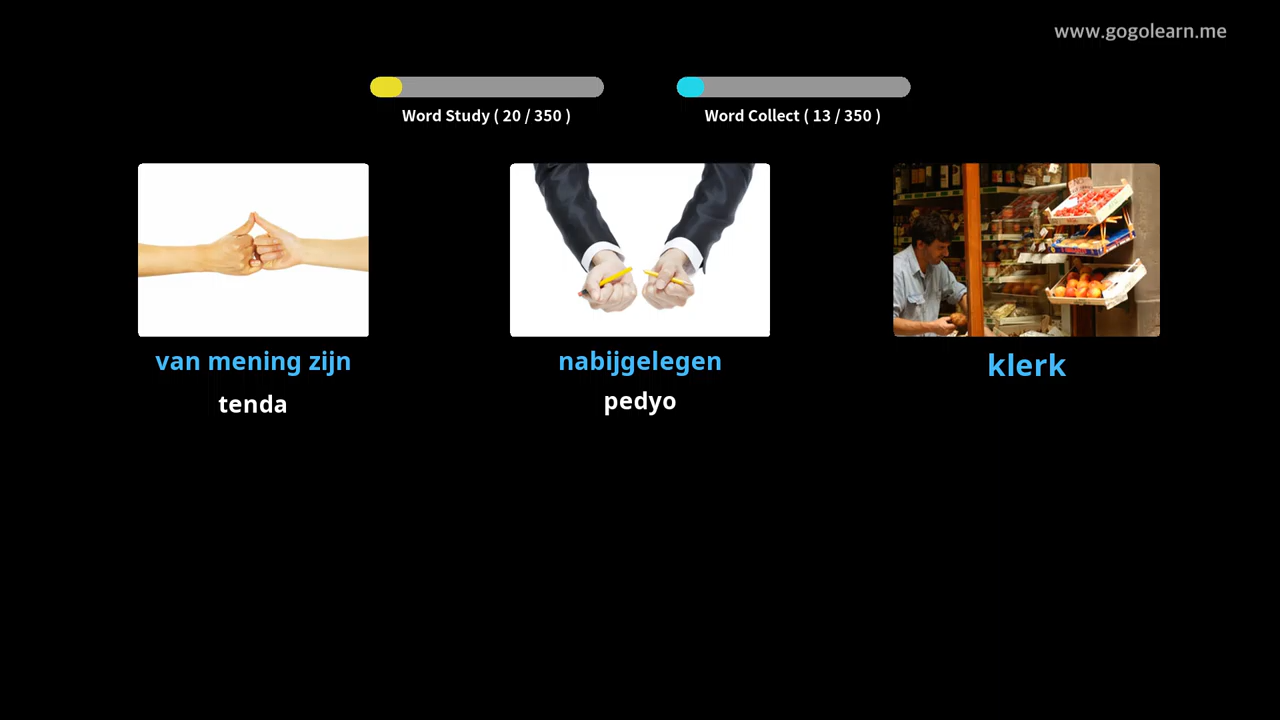 www.gogolearn.me
Word Study ( 20 / 350 )
Word Collect ( 13 / 350 )
van mening zijn
tenda
nabijgelegen
pedyo
klerk